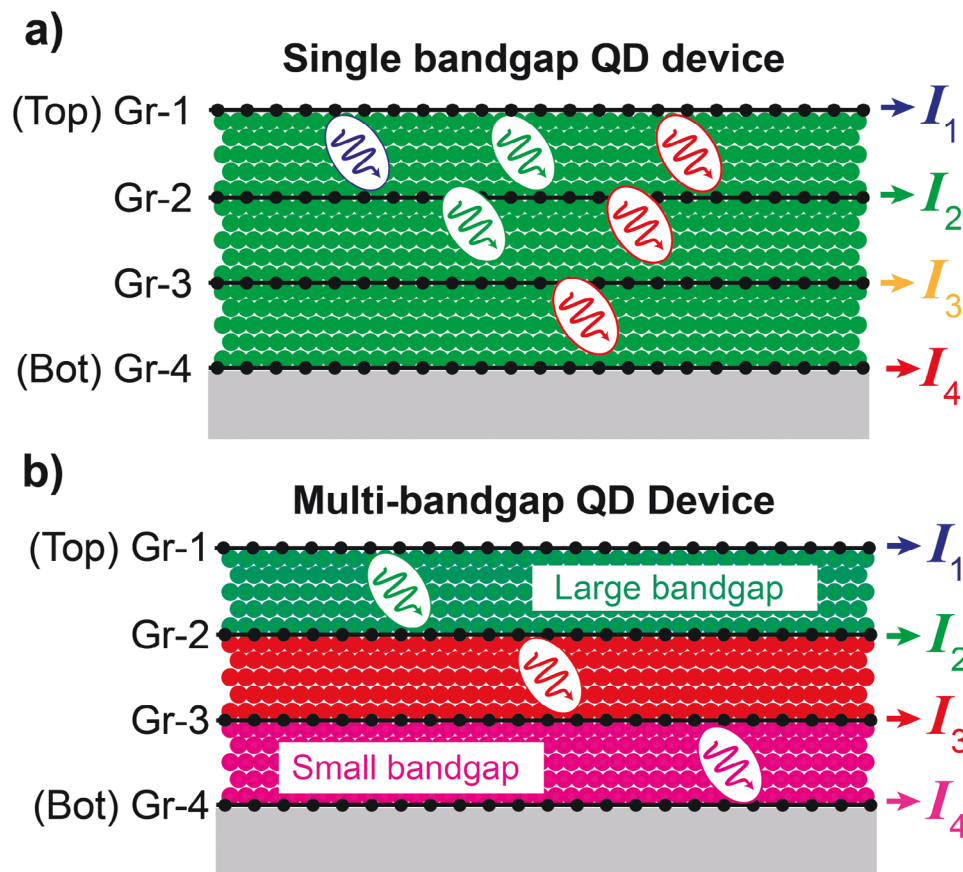 a)
Single bandgap QD device
(Top) Gr-1
I1
Gr-2
I2
Gr-3
I3
(Bot) Gr-4
I4
b)
Multi-bandgap QD Device
(Top) Gr-1
I1
Large bandgap
Gr-2
I2
Gr-3
I3
Small bandgap
(Bot) Gr-4
I4